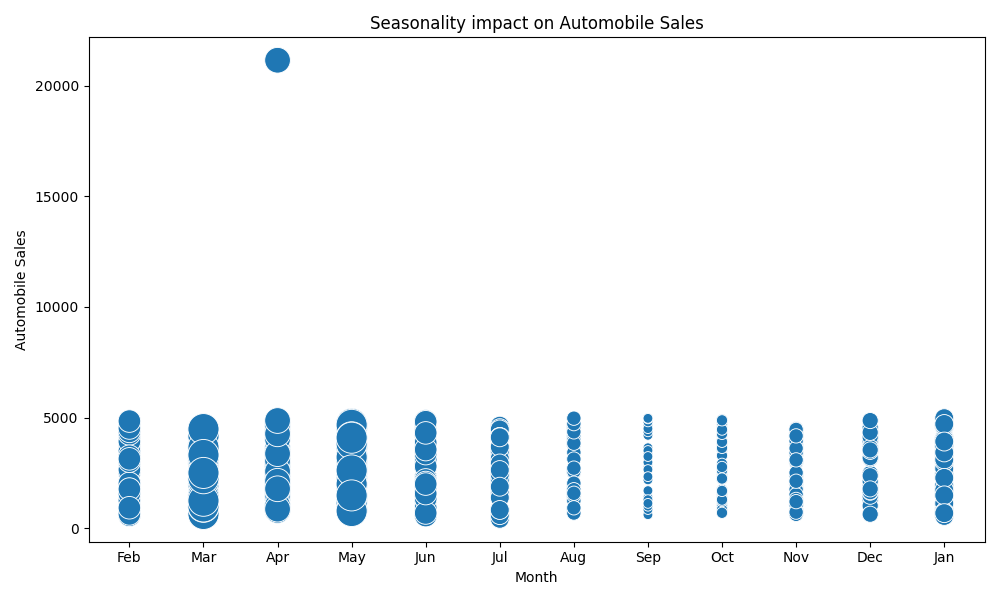 Seasonality impact on Automobile Sales
20000
15000
10000
5000
0
Automobile Sales
Feb Mar Apr May Jun Jul Aug Sep Oct Nov Dec Jan
Month